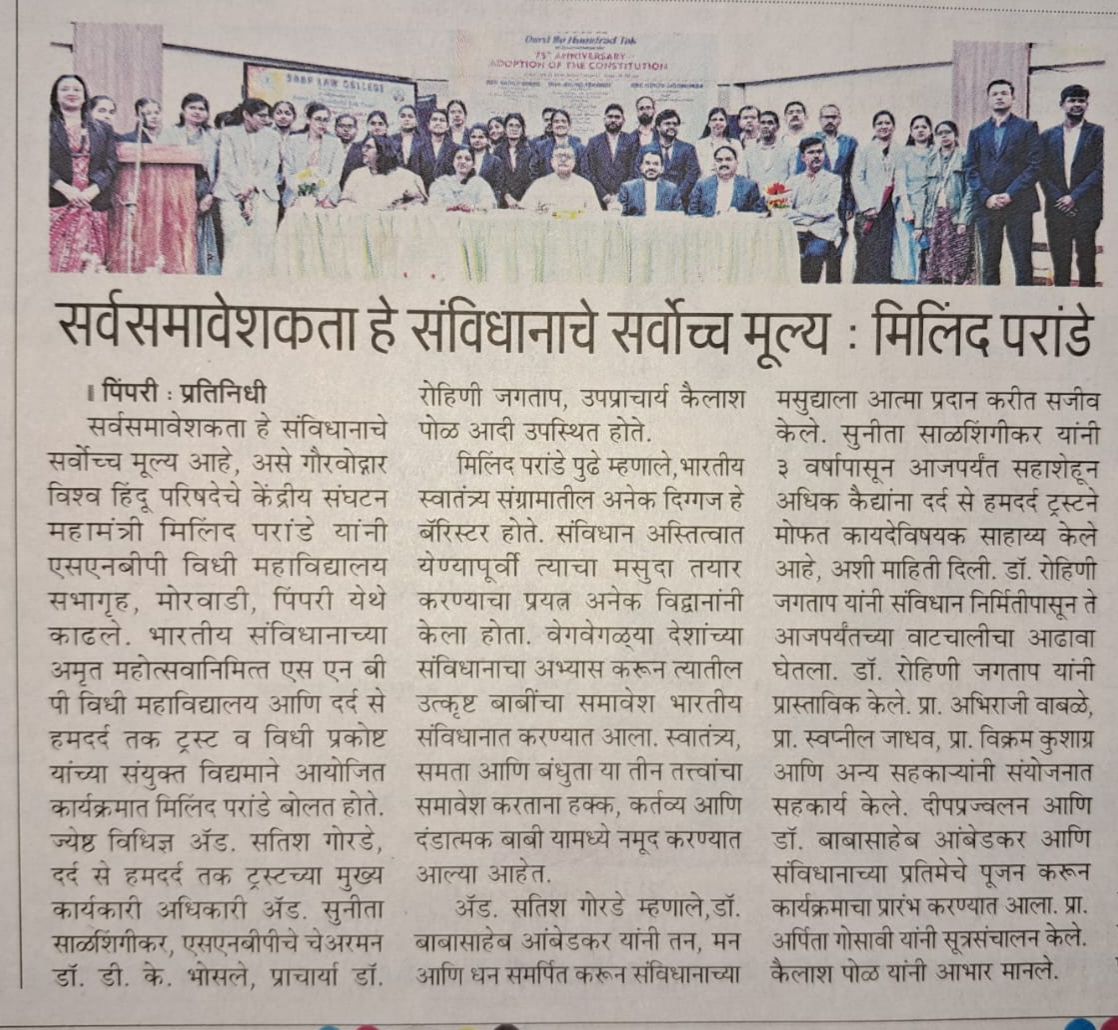 Dard Se Humdard Tak
75th ANNIVERSARY
ADOPTION OF THE CONSTITUTION
SNBP LAW COLLEGE
सर्वसमावेशकता हे संविधानाचे सर्वोच्च मूल्य : मिलिंद परांडे
पिंपरी : प्रतिनिधी
सर्वसमावेशकता हे संविधानाचे
सर्वोच्च मूल्य आहे, असे गौरवोद्गार
विश्व हिंदू परिषदेचे केंद्रीय संघटन
महामंत्री मिलिंद परांडे यांनी
एसएनबीपी विधी महाविद्यालय
सभागृह, मोरवाडी, पिंपरी येथे
काढले. भारतीय संविधानाच्या
अमृत महोत्सवानिमित्त एस एन बी
पी विधी महाविद्यालय आणि दर्द से
हमदर्द तक ट्रस्ट व विधी प्रकोष्ट
यांच्या संयुक्त विद्यमाने आयोजित
कार्यक्रमात मिलिंद परांडे बोलत होते.
ज्येष्ठ विधिज्ञ ॲड. सतिश गोरडे,
दर्द से हमदर्द तक ट्रस्टच्या मुख्य
कार्यकारी अधिकारी ॲड. सुनीता
साळशिंगीकर, एसएनबीपीचे चेअरमन
डॉ. डी. के. भोसले, प्राचार्या डॉ.
रोहिणी जगताप, उपप्राचार्य कैलाश
पोळ आदी उपस्थित होते.
मिलिंद परांडे पुढे म्हणाले, भारतीय
स्वातंत्र्य संग्रामातील अनेक दिग्गज हे
बॅरिस्टर होते. संविधान अस्तित्वात
येण्यापूर्वी त्याचा मसुदा तयार
करण्याचा प्रयत्न अनेक विद्वानांनी
केला होता. वेगवेगळ्या देशांच्या
संविधानाचा अभ्यास करून त्यातील
उत्कृष्ट बाबींचा समावेश भारतीय
संविधानात करण्यात आला. स्वातंत्र्य,
समता आणि बंधुता या तीन तत्त्वांचा
समावेश करताना हक्क, कर्तव्य आणि
दंडात्मक बाबी यामध्ये नमूद करण्यात
आल्या आहेत.
ॲड. सतिश गोरडे म्हणाले, डॉ.
बाबासाहेब आंबेडकर यांनी तन, मन
आणि धन समर्पित करून संविधानाच्या
मसुद्याला आत्मा प्रदान करीत सजीव
केले. सुनीता साळशिंगीकर यांनी
३ वर्षापासून आजपर्यंत सहाशेहून
अधिक कैद्यांना दर्द से हमदर्द ट्रस्टने
मोफत कायदेविषयक साहाय्य केले
आहे, अशी माहिती दिली. डॉ. रोहिणी
जगताप यांनी संविधान निर्मितीपासून ते
आजपर्यंतच्या वाटचालीचा आढावा
घेतला. डॉ. रोहिणी जगताप यांनी
प्रास्ताविक केले. प्रा. अभिराजी वाबळे,
प्रा. स्वप्नील जाधव, प्रा. विक्रम कुशाग्र
आणि अन्य सहकाऱ्यांनी संयोजनात
सहकार्य केले. दीपप्रज्वलन आणि
डॉ. बाबासाहेब आंबेडकर आणि
संविधानाच्या प्रतिमेचे पूजन करून
कार्यक्रमाचा प्रारंभ करण्यात आला. प्रा.
अर्पिता गोसावी यांनी सूत्रसंचालन केले.
कैलाश पोळ यांनी आभार मानले.